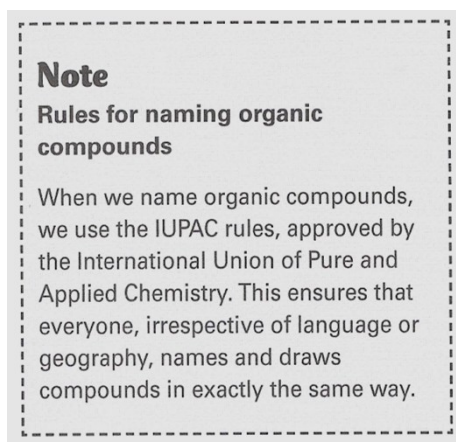 Note
Rules for naming organic
compounds
When we name organic compounds,
we use the IUPAC rules, approved by
the International Union of Pure and
Applied Chemistry. This ensures that
everyone, irrespective of language or
geography, names and draws
compounds in exactly the same way.